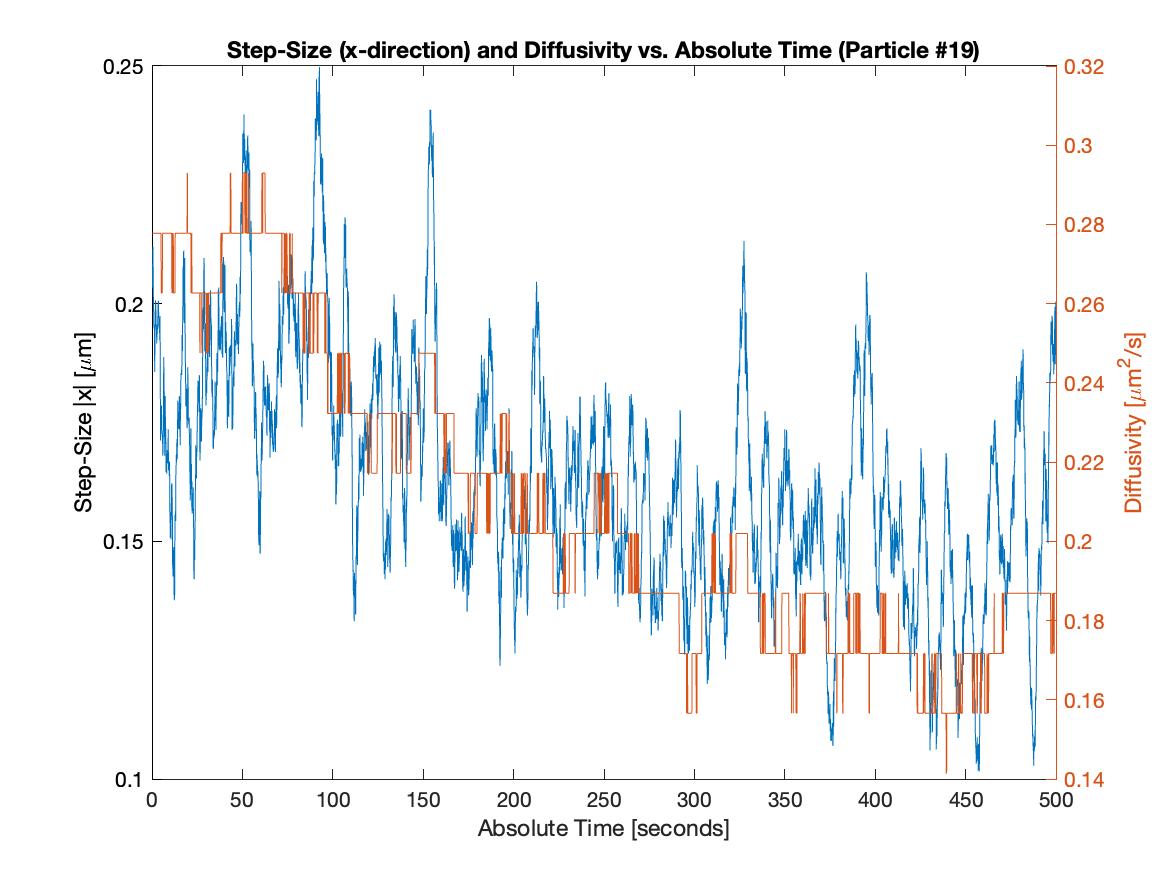 Step-Size (x-direction) and Diffusivity vs. Absolute Time (Particle #19)
0.25
0.2
0.15
0.1
Step-Size |x| [μm]
0.32
0.3
0.28
0.26
0.24
0.22
0.2
0.18
0.16
0.14
Diffusivity [μm²/s]
0 50 100 150 200 250 300 350 400 450 500
Absolute Time [seconds]